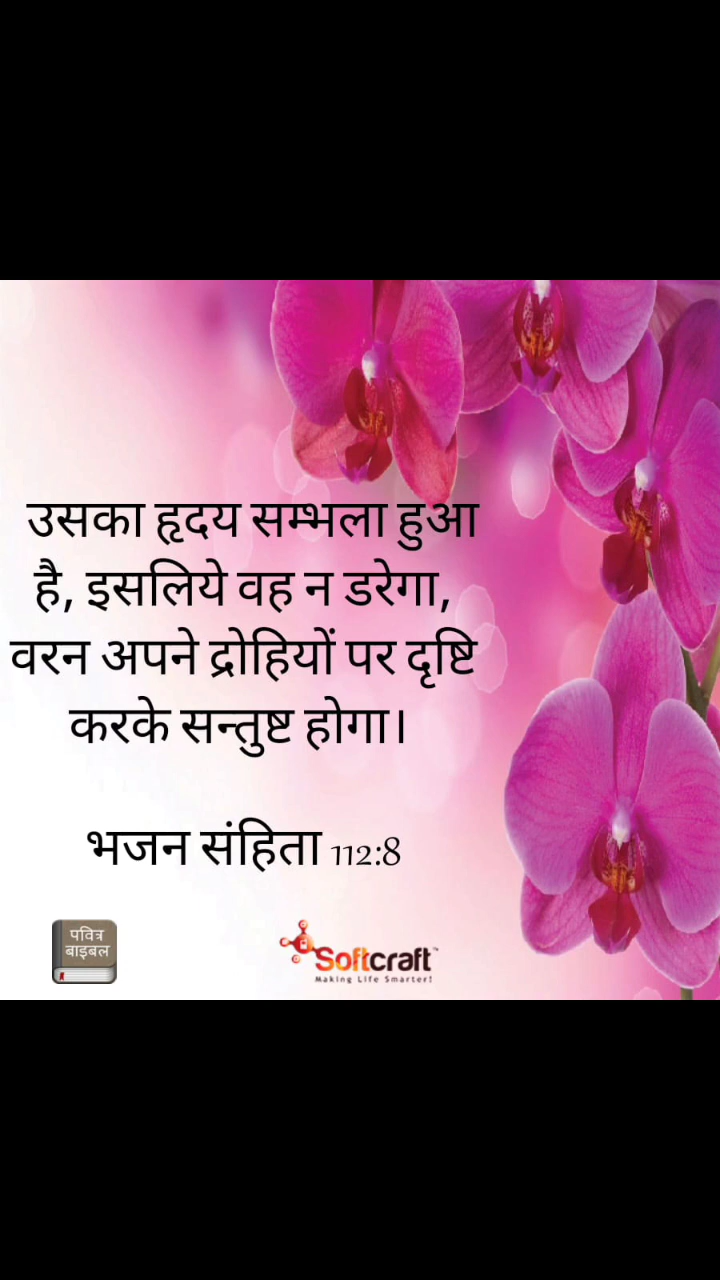 उसका हृदय सम्भला हुआ
है, इसलिये वह न डरेगा,
वरन अपने द्रोहियों पर दृष्टि
करके सन्तुष्ट होगा।
भजन संहिता 112:8
पवित्र
बाइबल
Softcraft™
Making Life Smarter!